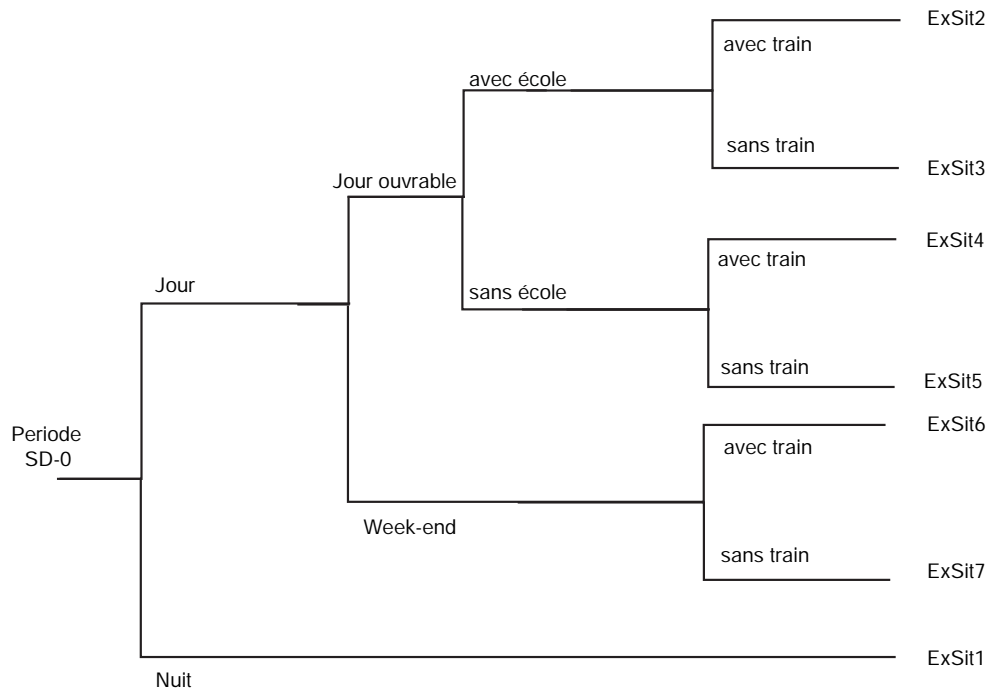 ExSit2
avec train
avec école
sans train
ExSit3
Jour ouvrable
ExSit4
avec train
Jour
sans école
sans train
ExSit5
Periode
SD-0
ExSit6
avec train
Week-end
sans train
ExSit7
ExSit1
Nuit